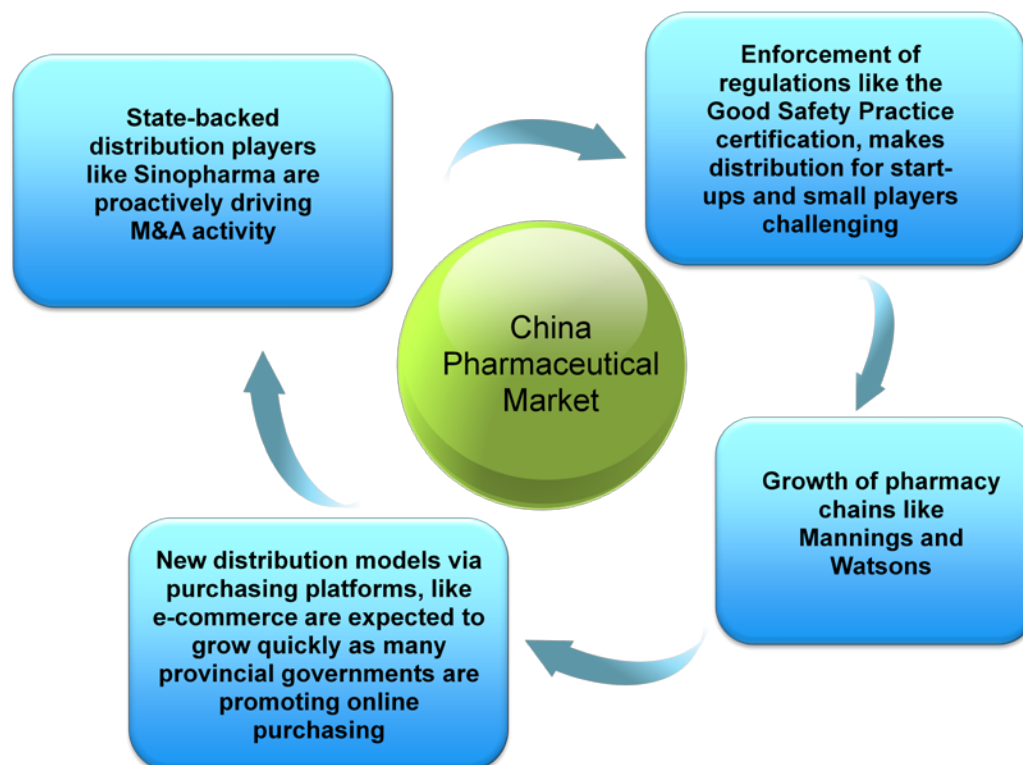 State-backed
distribution players
like Sinopharma are
proactively driving
M&A activity
Enforcement of
regulations like the
Good Safety Practice
certification, makes
distribution for start-
ups and small players
challenging
China
Pharmaceutical
Market
Growth of pharmacy
chains like
Mannings and
Watsons
New distribution models via
purchasing platforms, like
e-commerce are expected to
grow quickly as many
provincial governments are
promoting online
purchasing